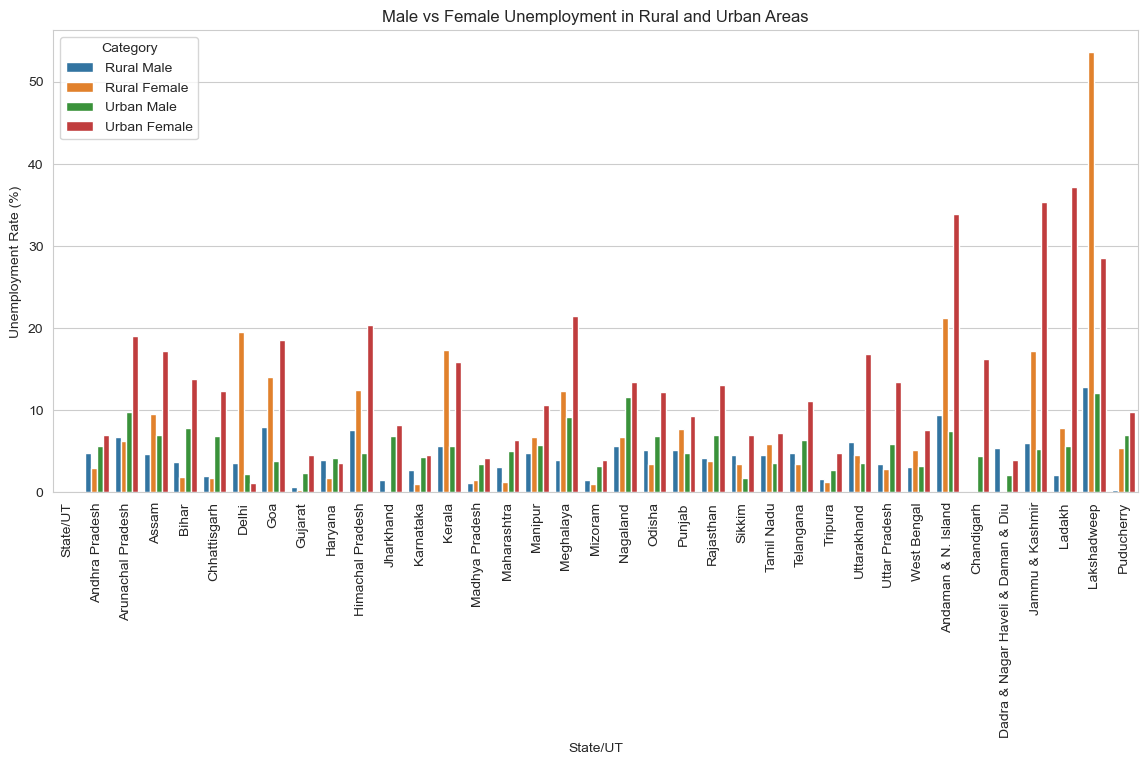 Male vs Female Unemployment in Rural and Urban Areas
Category
Rural Male
Rural Female
Urban Male
Urban Female
Unemployment Rate (%)
50
40
30
20
10
0
State/UT
Andhra Pradesh
Arunachal Pradesh
Assam
Bihar
Chhattisgarh
Delhi
Goa
Gujarat
Haryana
Himachal Pradesh
Jharkhand
Karnataka
Kerala
Madhya Pradesh
Maharashtra
Manipur
Meghalaya
Mizoram
Nagaland
Odisha
Punjab
Rajasthan
Sikkim
Tamil Nadu
Telangana
Tripura
Uttarakhand
Uttar Pradesh
West Bengal
Andaman & N. Island
Chandigarh
Dadra & Nagar Haveli & Daman & Diu
Jammu & Kashmir
Ladakh
Lakshadweep
Puducherry
State/UT